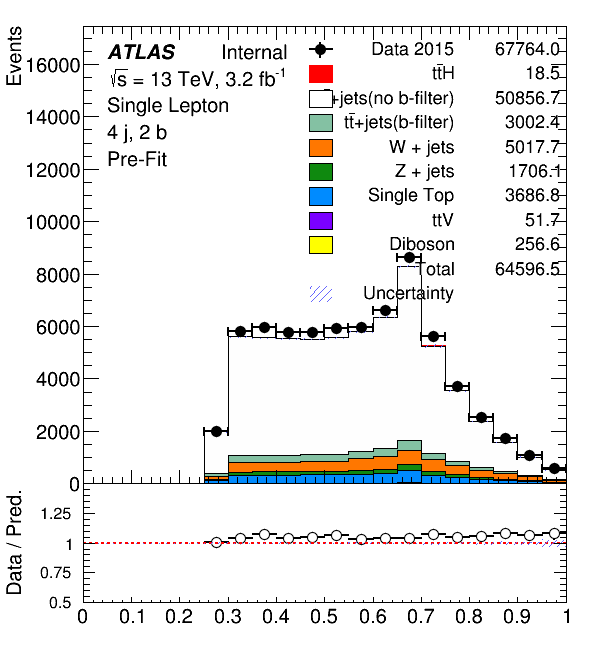 Events
ATLAS Internal
√s = 13 TeV, 3.2 fb-1
Single Lepton
4 j, 2 b
Pre-Fit
Data 2015 67764.0
tt̄H 18.5
+jets(no b-filter) 50856.7
tt̄+jets(b-filter) 3002.4
W + jets 5017.7
Z + jets 1706.1
Single Top 3686.8
ttV 51.7
Diboson 256.6
Total 64596.5
Uncertainty
16000
14000
12000
10000
8000
6000
4000
2000
0
Data / Pred.
1.25
1
0.75
0.5
0 0.1 0.2 0.3 0.4 0.5 0.6 0.7 0.8 0.9 1